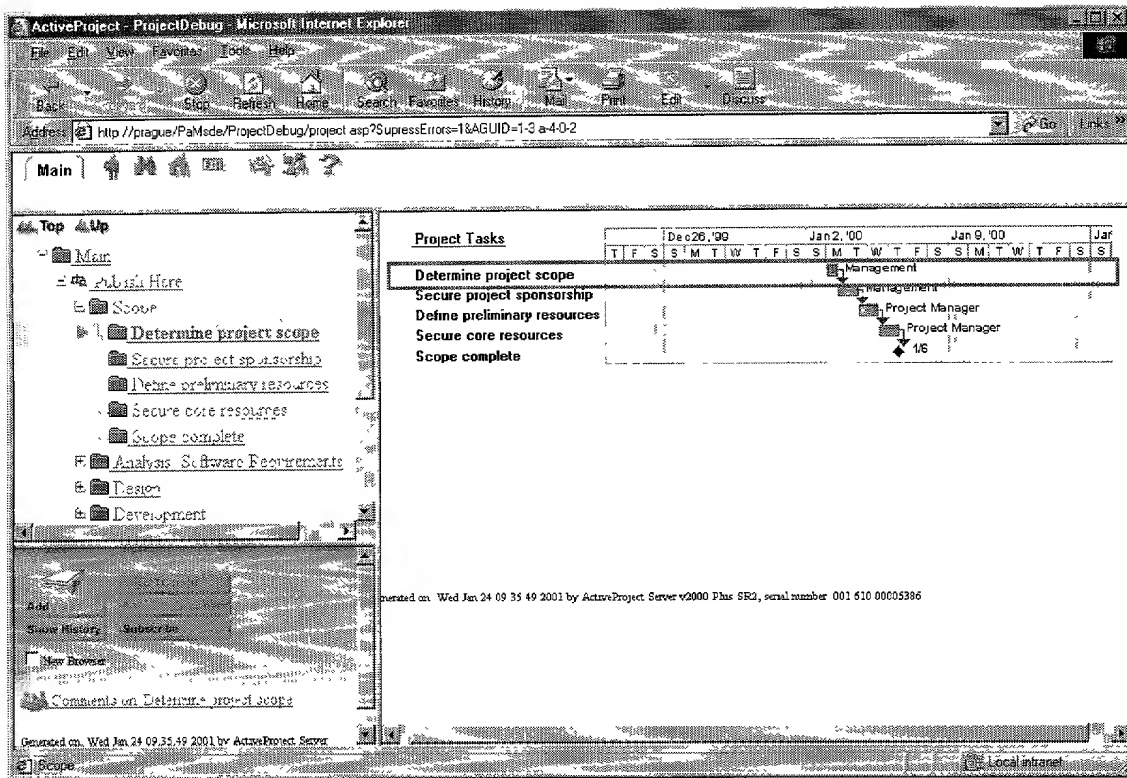 ActiveProject - ProjectDebug - Microsoft Internet Explorer
File Edit View Favorites Tools Help
Back Stop Refresh Home Search Favorites History Mail Print Edit Discuss
Address http //prague/PaMsde/ProjectDebug/project asp?SupressErrors=1&AGUID=1-3 a-4-0-2 Go Links »
Main
Top Up
Main
Publish Here
Scope
Determine project scope
Secure project sponsorship
Define preliminary resources
Secure core resources
Scope complete
Analysis Software Requirements
Design
Development
Project Tasks
Dec 26, '99 Jan 2, '00 Jan 9, '00 Jan
T F S S M T W T F S S M T W T F S S M T W T F S S
Determine project scope Management
Secure project sponsorship Management
Define preliminary resources Project Manager
Secure core resources Project Manager
Scope complete 1/6
Add
Show History Subscribe
New Browser
Comments on Determine project scope
Generated on, Wed Jan 24 09.35.49 2001 by ActiveProject Server
nerated on Wed Jan 24 09 35 49 2001 by ActiveProject Server v2000 Plus SR2, serial number 001 610 00005386
Scope Local intranet